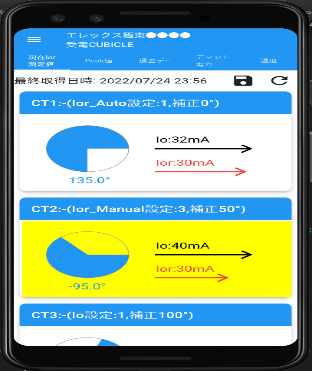 エレックス極東●●●●
受電CUBICLE
現在Ior
測定値
Peak値
過去デー
デマンド
電力
漏電
最終取得日時: 2022/07/24 23:56
CT1:-(Ior_Auto設定:1,補正0°)
Io:32mA
Ior:30mA
135.0°
CT2:-(Ior_Manual設定:3,補正50°)
Io:40mA
Ior:30mA
-95.0°
CT3:-(Io設定:1,補正100°)